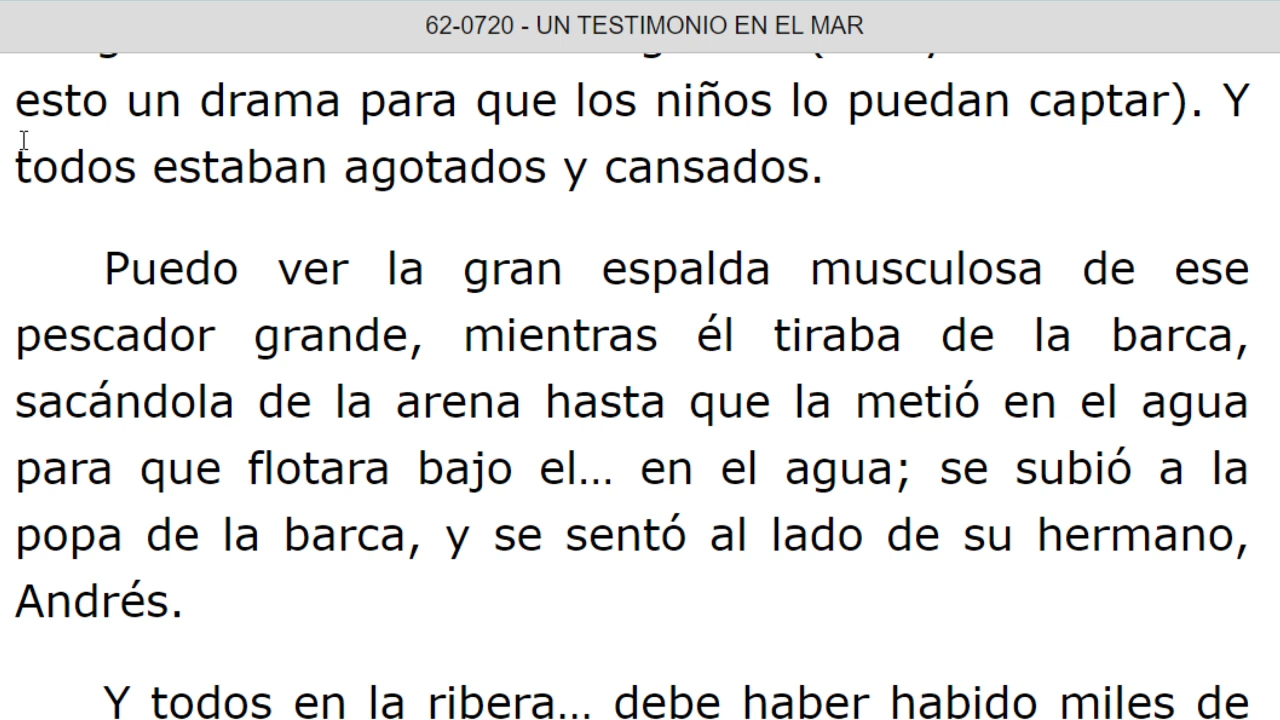 62-0720 - UN TESTIMONIO EN EL MAR
esto un drama para que los niños lo puedan captar). Y
todos estaban agotados y cansados.
Puedo ver la gran espalda musculosa de ese
pescador grande, mientras él tiraba de la barca,
sacándola de la arena hasta que la metió en el agua
para que flotara bajo el… en el agua; se subió a la
popa de la barca, y se sentó al lado de su hermano,
Andrés.
Y todos en la ribera… debe haber habido miles de